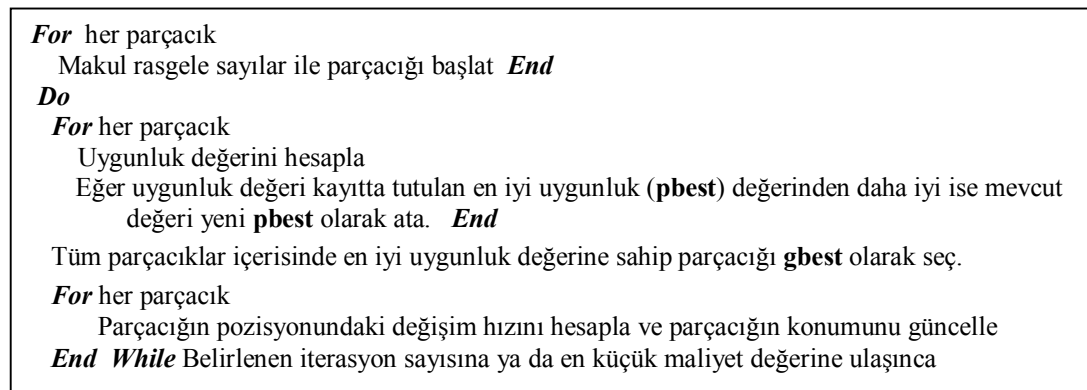 For her parçacık
Makul rasgele sayılar ile parçacığı başlat End
Do
For her parçacık
Uygunluk değerini hesapla
Eğer uygunluk değeri kayıtta tutulan en iyi uygunluk (pbest) değerinden daha iyi ise mevcut
değeri yeni pbest olarak ata. End
Tüm parçacıklar içerisinde en iyi uygunluk değerine sahip parçacığı gbest olarak seç.
For her parçacık
Parçacığın pozisyonundaki değişim hızını hesapla ve parçacığın konumunu güncelle
End While Belirlenen iterasyon sayısına ya da en küçük maliyet değerine ulaşınca